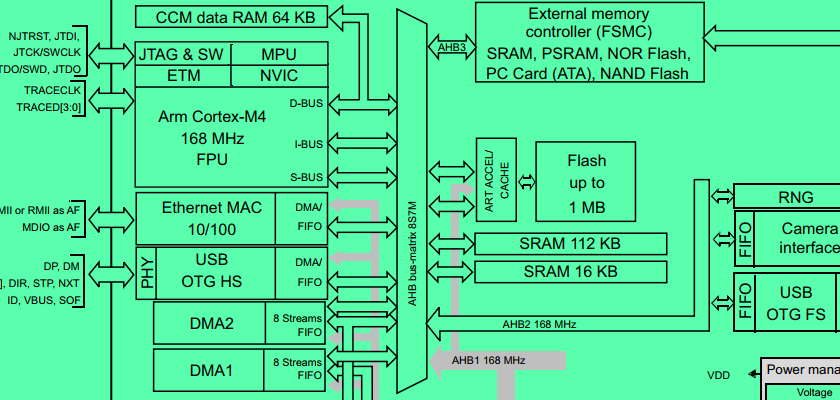 CCM data RAM 64 KB
External memory
controller (FSMC)
SRAM, PSRAM, NOR Flash,
PC Card (ATA), NAND Flash
AHB3
NJTRST, JTDI,
JTCK/SWCLK
TDO/SWD, JTDO
TRACECLK
TRACED[3:0]
JTAG & SW
MPU
ETM
NVIC
Arm Cortex-M4
168 MHz
FPU
D-BUS
I-BUS
S-BUS
ART ACCEL/
CACHE
Flash
up to
1 MB
MII or RMII as AF
MDIO as AF
Ethernet MAC
10/100
DMA/
FIFO
AHB bus-matrix 8S7M
RNG
SRAM 112 KB
SRAM 16 KB
FIFO
Camera
interface
DP, DM
], DIR, STP, NXT
ID, VBUS, SOF
PHY
USB
OTG HS
DMA/
FIFO
FIFO
USB
OTG FS
DMA2
8 Streams
FIFO
AHB2 168 MHz
DMA1
8 Streams
FIFO
AHB1 168 MHz
VDD
Power mana
Voltage